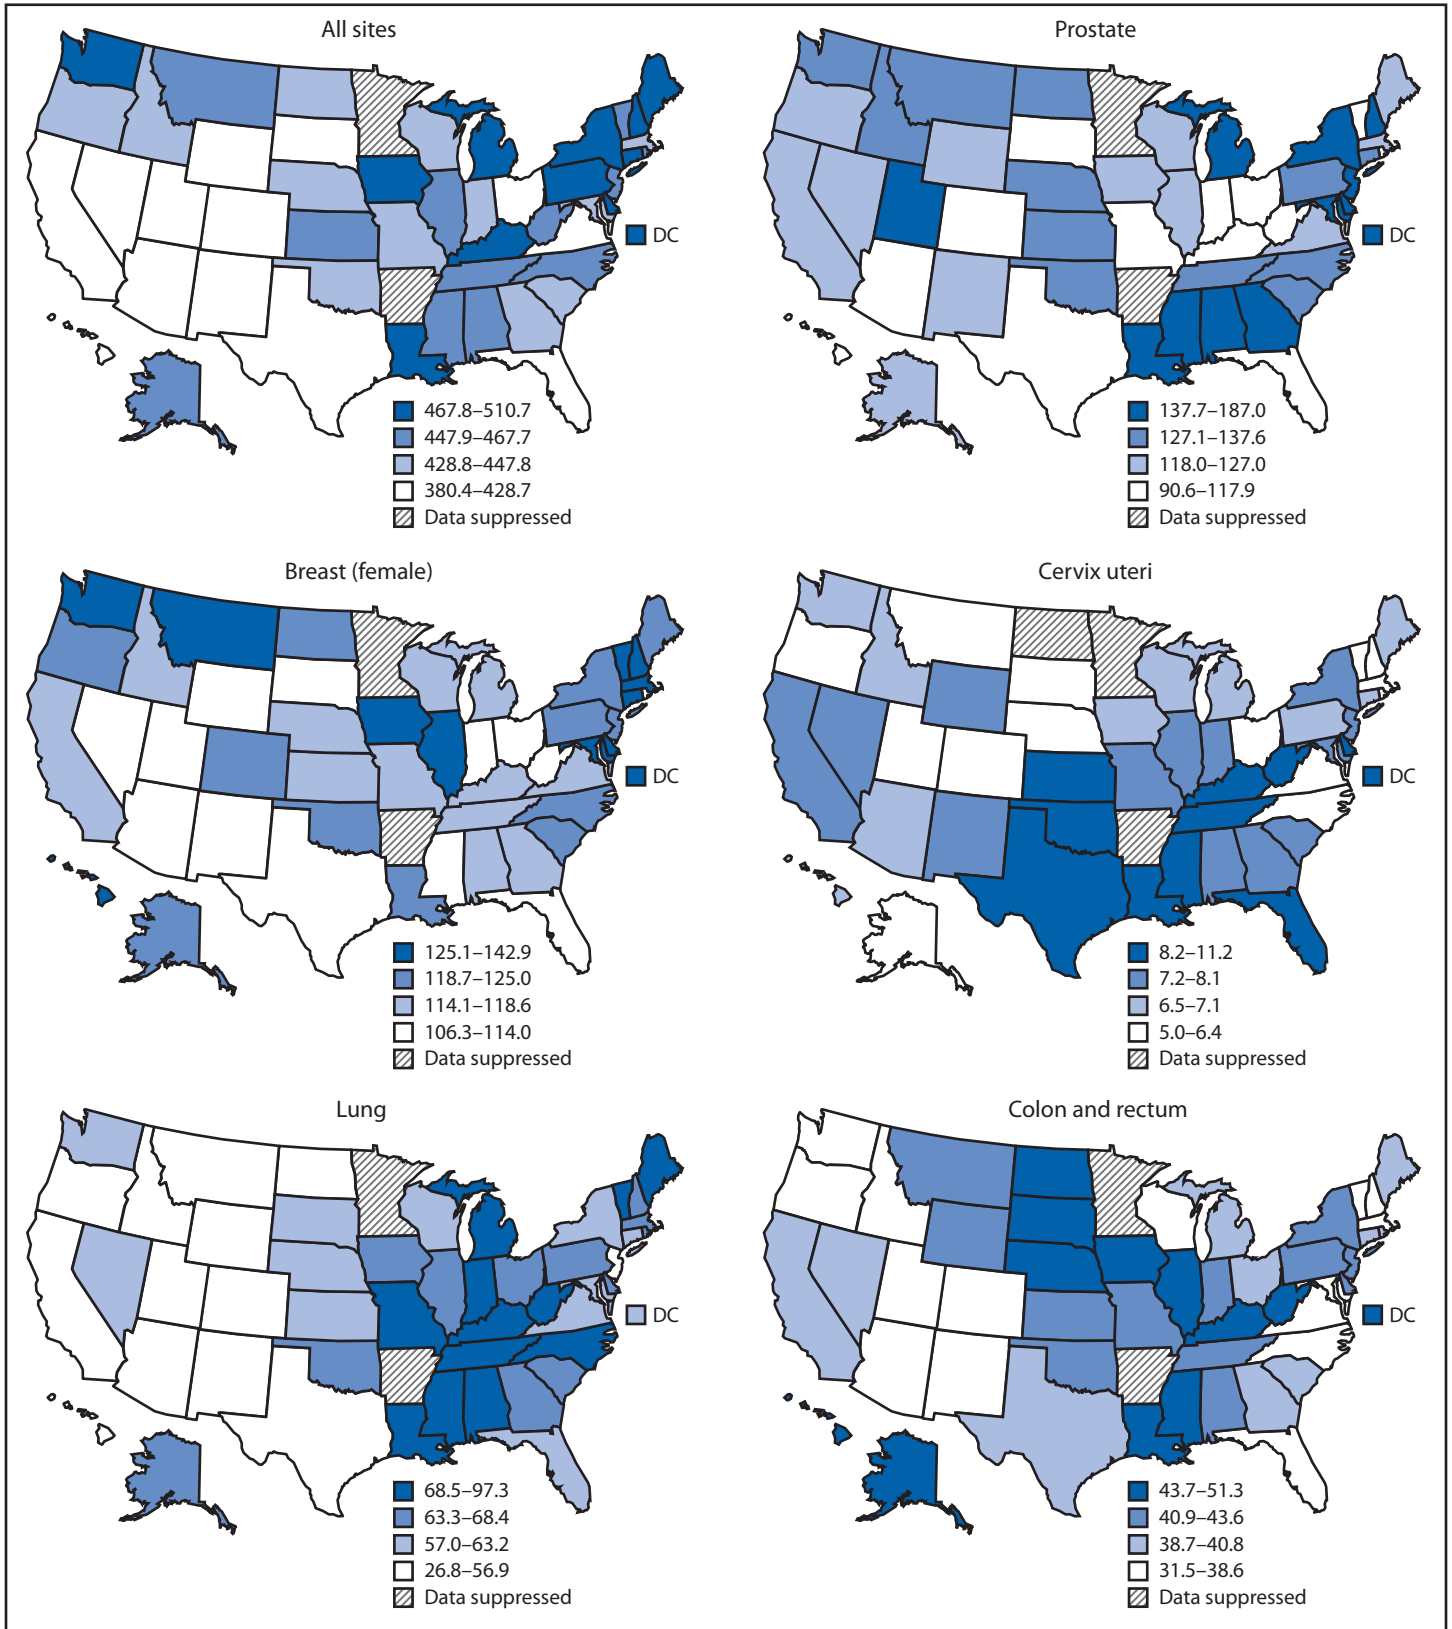 All sites
DC
467.8–510.7
447.9–467.7
428.8–447.8
380.4–428.7
Data suppressed
Prostate
DC
137.7–187.0
127.1–137.6
118.0–127.0
90.6–117.9
Data suppressed
Breast (female)
DC
125.1–142.9
118.7–125.0
114.1–118.6
106.3–114.0
Data suppressed
Cervix uteri
DC
8.2–11.2
7.2–8.1
6.5–7.1
5.0–6.4
Data suppressed
Lung
DC
68.5–97.3
63.3–68.4
57.0–63.2
26.8–56.9
Data suppressed
Colon and rectum
DC
43.7–51.3
40.9–43.6
38.7–40.8
31.5–38.6
Data suppressed